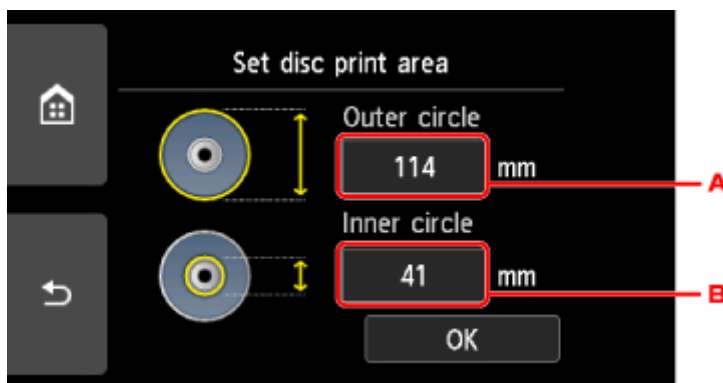 Set disc print area
Outer circle
114 mm
A
Inner circle
41 mm
B
OK